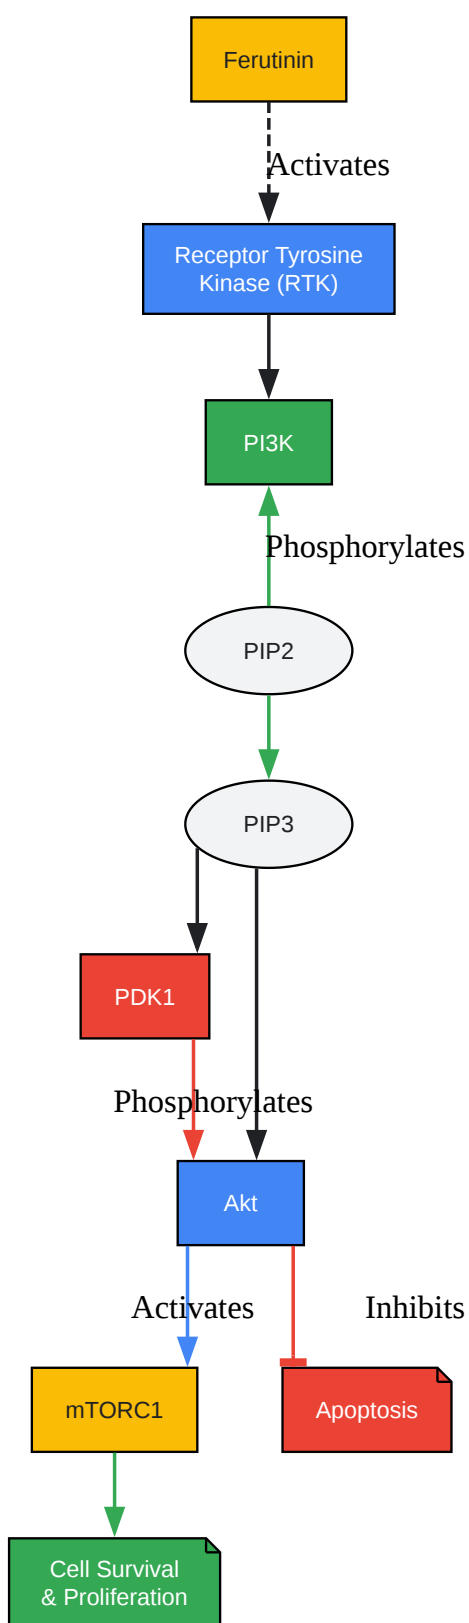 Ferutinin
Activates
Receptor Tyrosine
Kinase (RTK)
PI3K
Phosphorylates
PIP2
PIP3
PDK1
Phosphorylates
Akt
Activates
Inhibits
mTORC1
Apoptosis
Cell Survival
& Proliferation